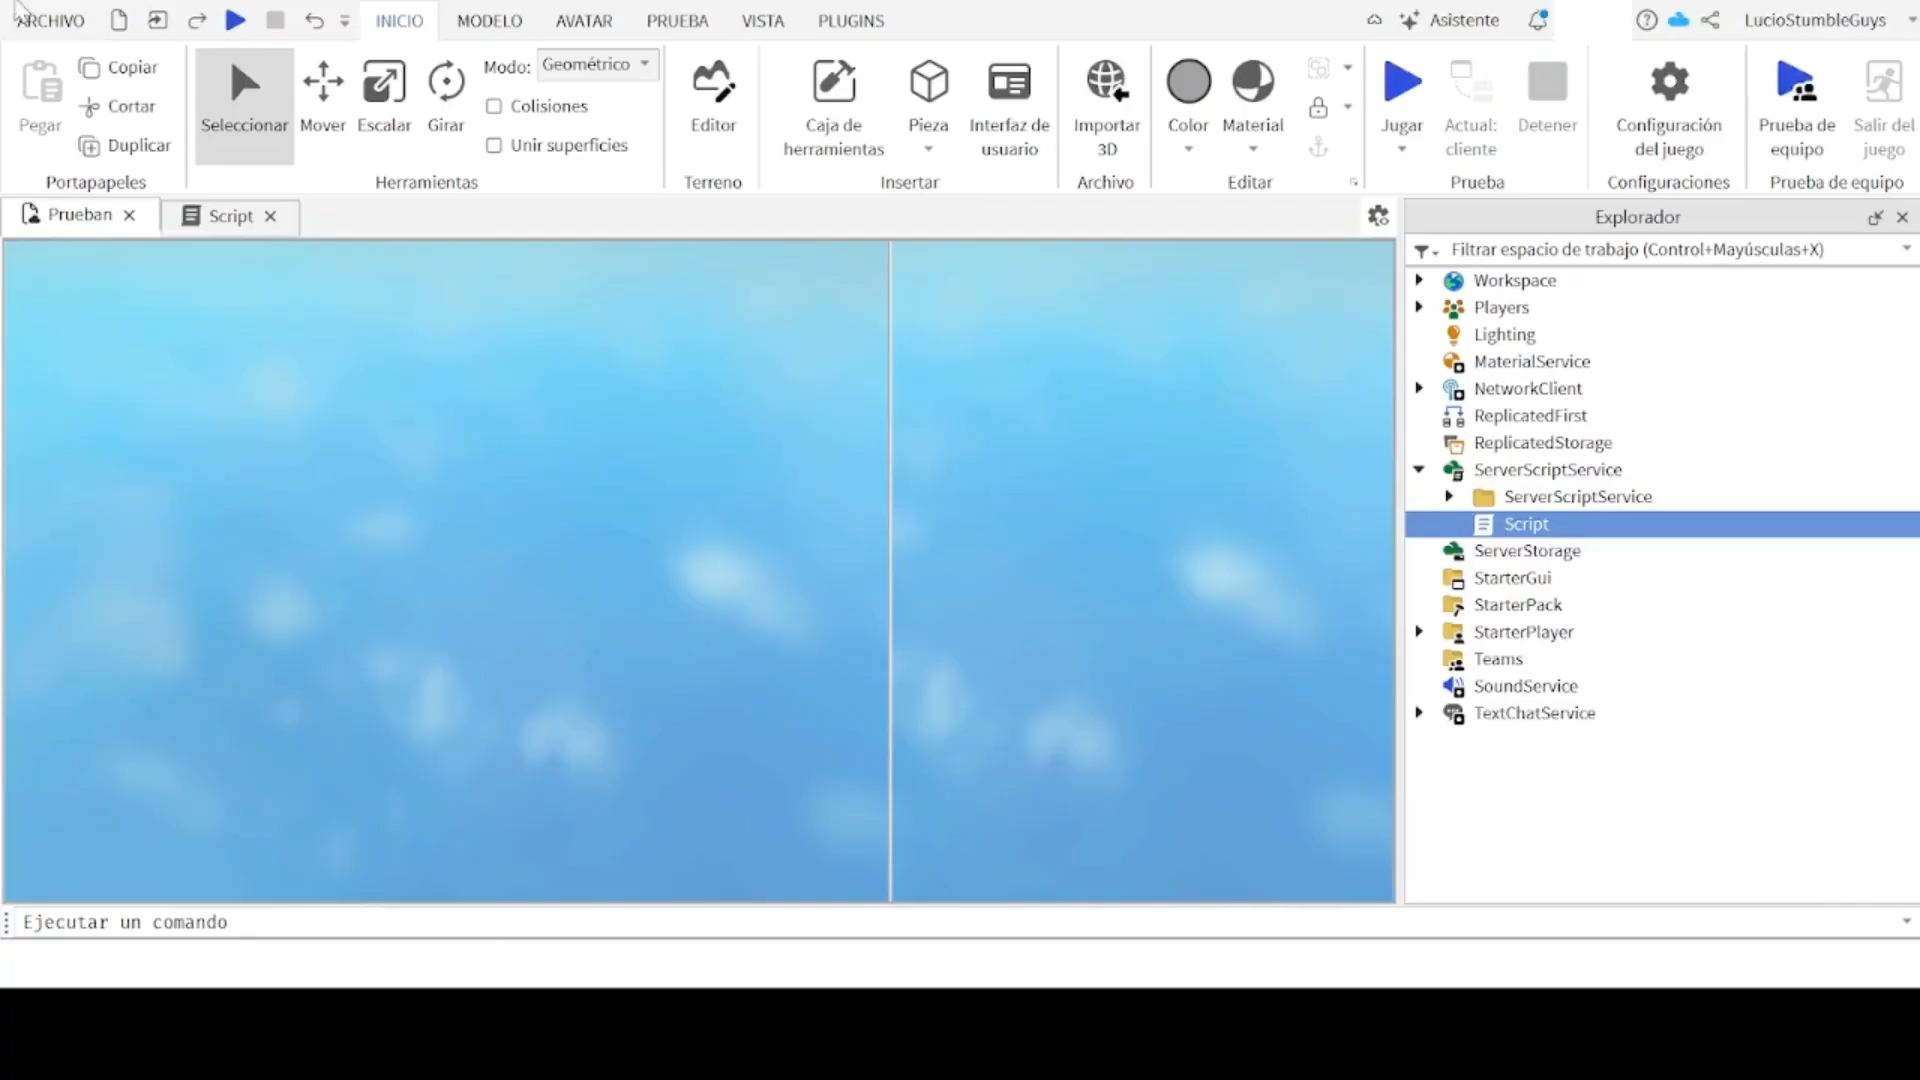 ARCHIVO
INICIO
MODELO
AVATAR
PRUEBA
VISTA
PLUGINS
Asistente
LucioStumbleGuys
Pegar
Copiar
Cortar
Duplicar
Portapapeles
Seleccionar
Mover
Escalar
Girar
Modo: Geométrico
Colisiones
Unir superficies
Herramientas
Editor
Terreno
Caja de
herramientas
Pieza
Interfaz de
usuario
Insertar
Importar
3D
Archivo
Color
Material
Editar
Jugar
Actual:
cliente
Detener
Prueba
Configuración
del juego
Configuraciones
Prueba de
equipo
Salir del
juego
Prueba de equipo
Prueban
Script
Explorador
Filtrar espacio de trabajo (Control+Mayúsculas+X)
Workspace
Players
Lighting
MaterialService
NetworkClient
ReplicatedFirst
ReplicatedStorage
ServerScriptService
ServerScriptService
Script
ServerStorage
StarterGui
StarterPack
StarterPlayer
Teams
SoundService
TextChatService
Ejecutar un comando